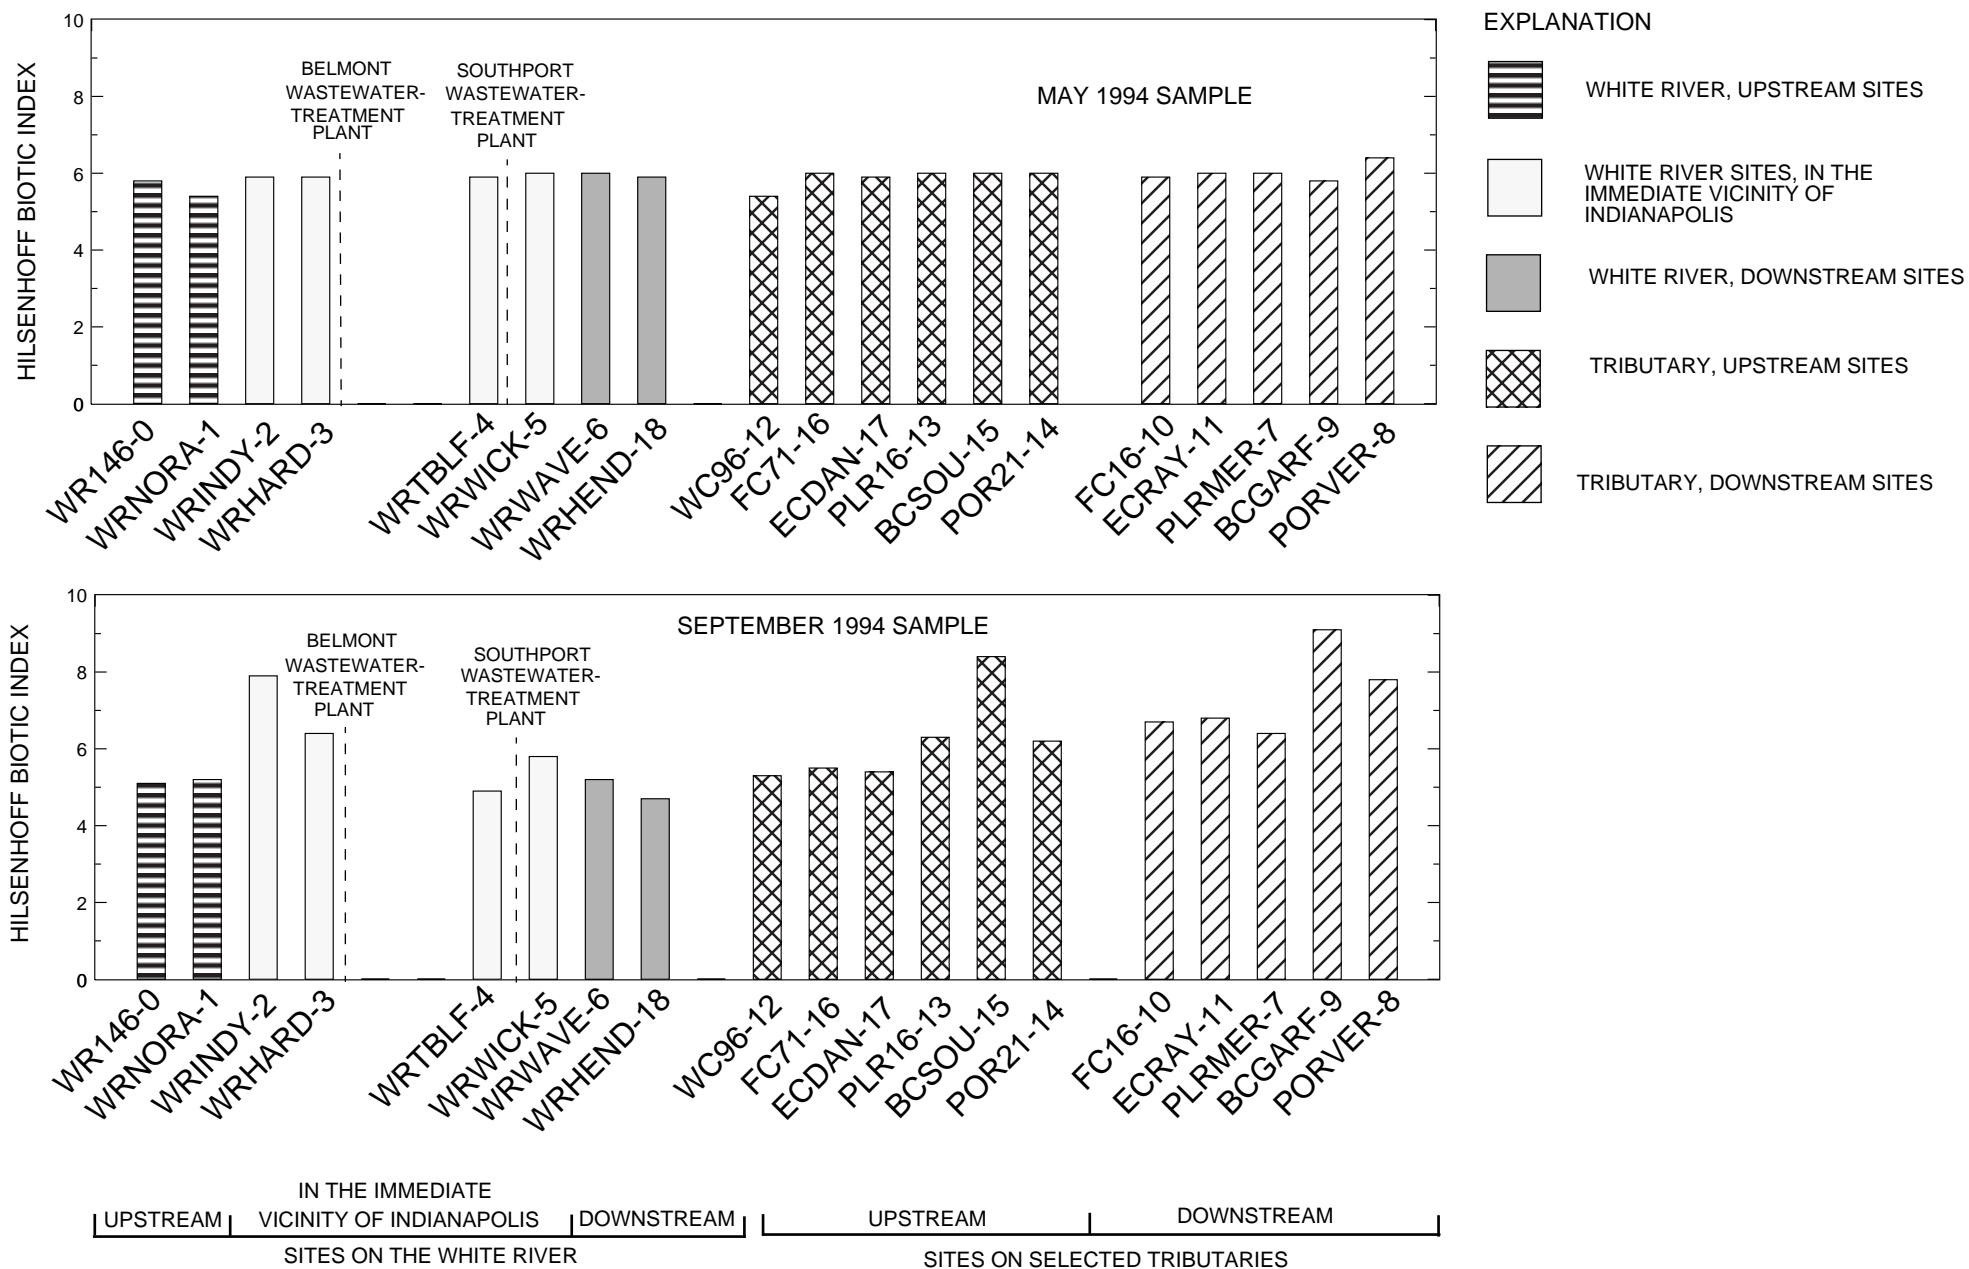 HILSENHOFF BIOTIC INDEX
10
8
6
4
2
0
BELMONT
WASTEWATER-
TREATMENT
PLANT
SOUTHPORT
WASTEWATER-
TREATMENT
PLANT
MAY 1994 SAMPLE
WR146-0
WRNORA-1
WRINDY-2
WRHARD-3
WRTBLF-4
WRWICK-5
WRWAVE-6
WRHEND-18
WC96-12
FC71-16
ECDAN-17
PLR16-13
BCSOU-15
POR21-14
FC16-10
ECRAY-11
PLRMER-7
BCGARF-9
PORVER-8
EXPLANATION
WHITE RIVER, UPSTREAM SITES
WHITE RIVER SITES, IN THE
IMMEDIATE VICINITY OF
INDIANAPOLIS
WHITE RIVER, DOWNSTREAM SITES
TRIBUTARY, UPSTREAM SITES
TRIBUTARY, DOWNSTREAM SITES
HILSENHOFF BIOTIC INDEX
10
8
6
4
2
0
BELMONT
WASTEWATER-
TREATMENT
PLANT
SOUTHPORT
WASTEWATER-
TREATMENT
PLANT
SEPTEMBER 1994 SAMPLE
WR146-0
WRNORA-1
WRINDY-2
WRHARD-3
WRTBLF-4
WRWICK-5
WRWAVE-6
WRHEND-18
WC96-12
FC71-16
ECDAN-17
PLR16-13
BCSOU-15
POR21-14
FC16-10
ECRAY-11
PLRMER-7
BCGARF-9
PORVER-8
UPSTREAM
IN THE IMMEDIATE
VICINITY OF INDIANAPOLIS
DOWNSTREAM
SITES ON THE WHITE RIVER
UPSTREAM
DOWNSTREAM
SITES ON SELECTED TRIBUTARIES